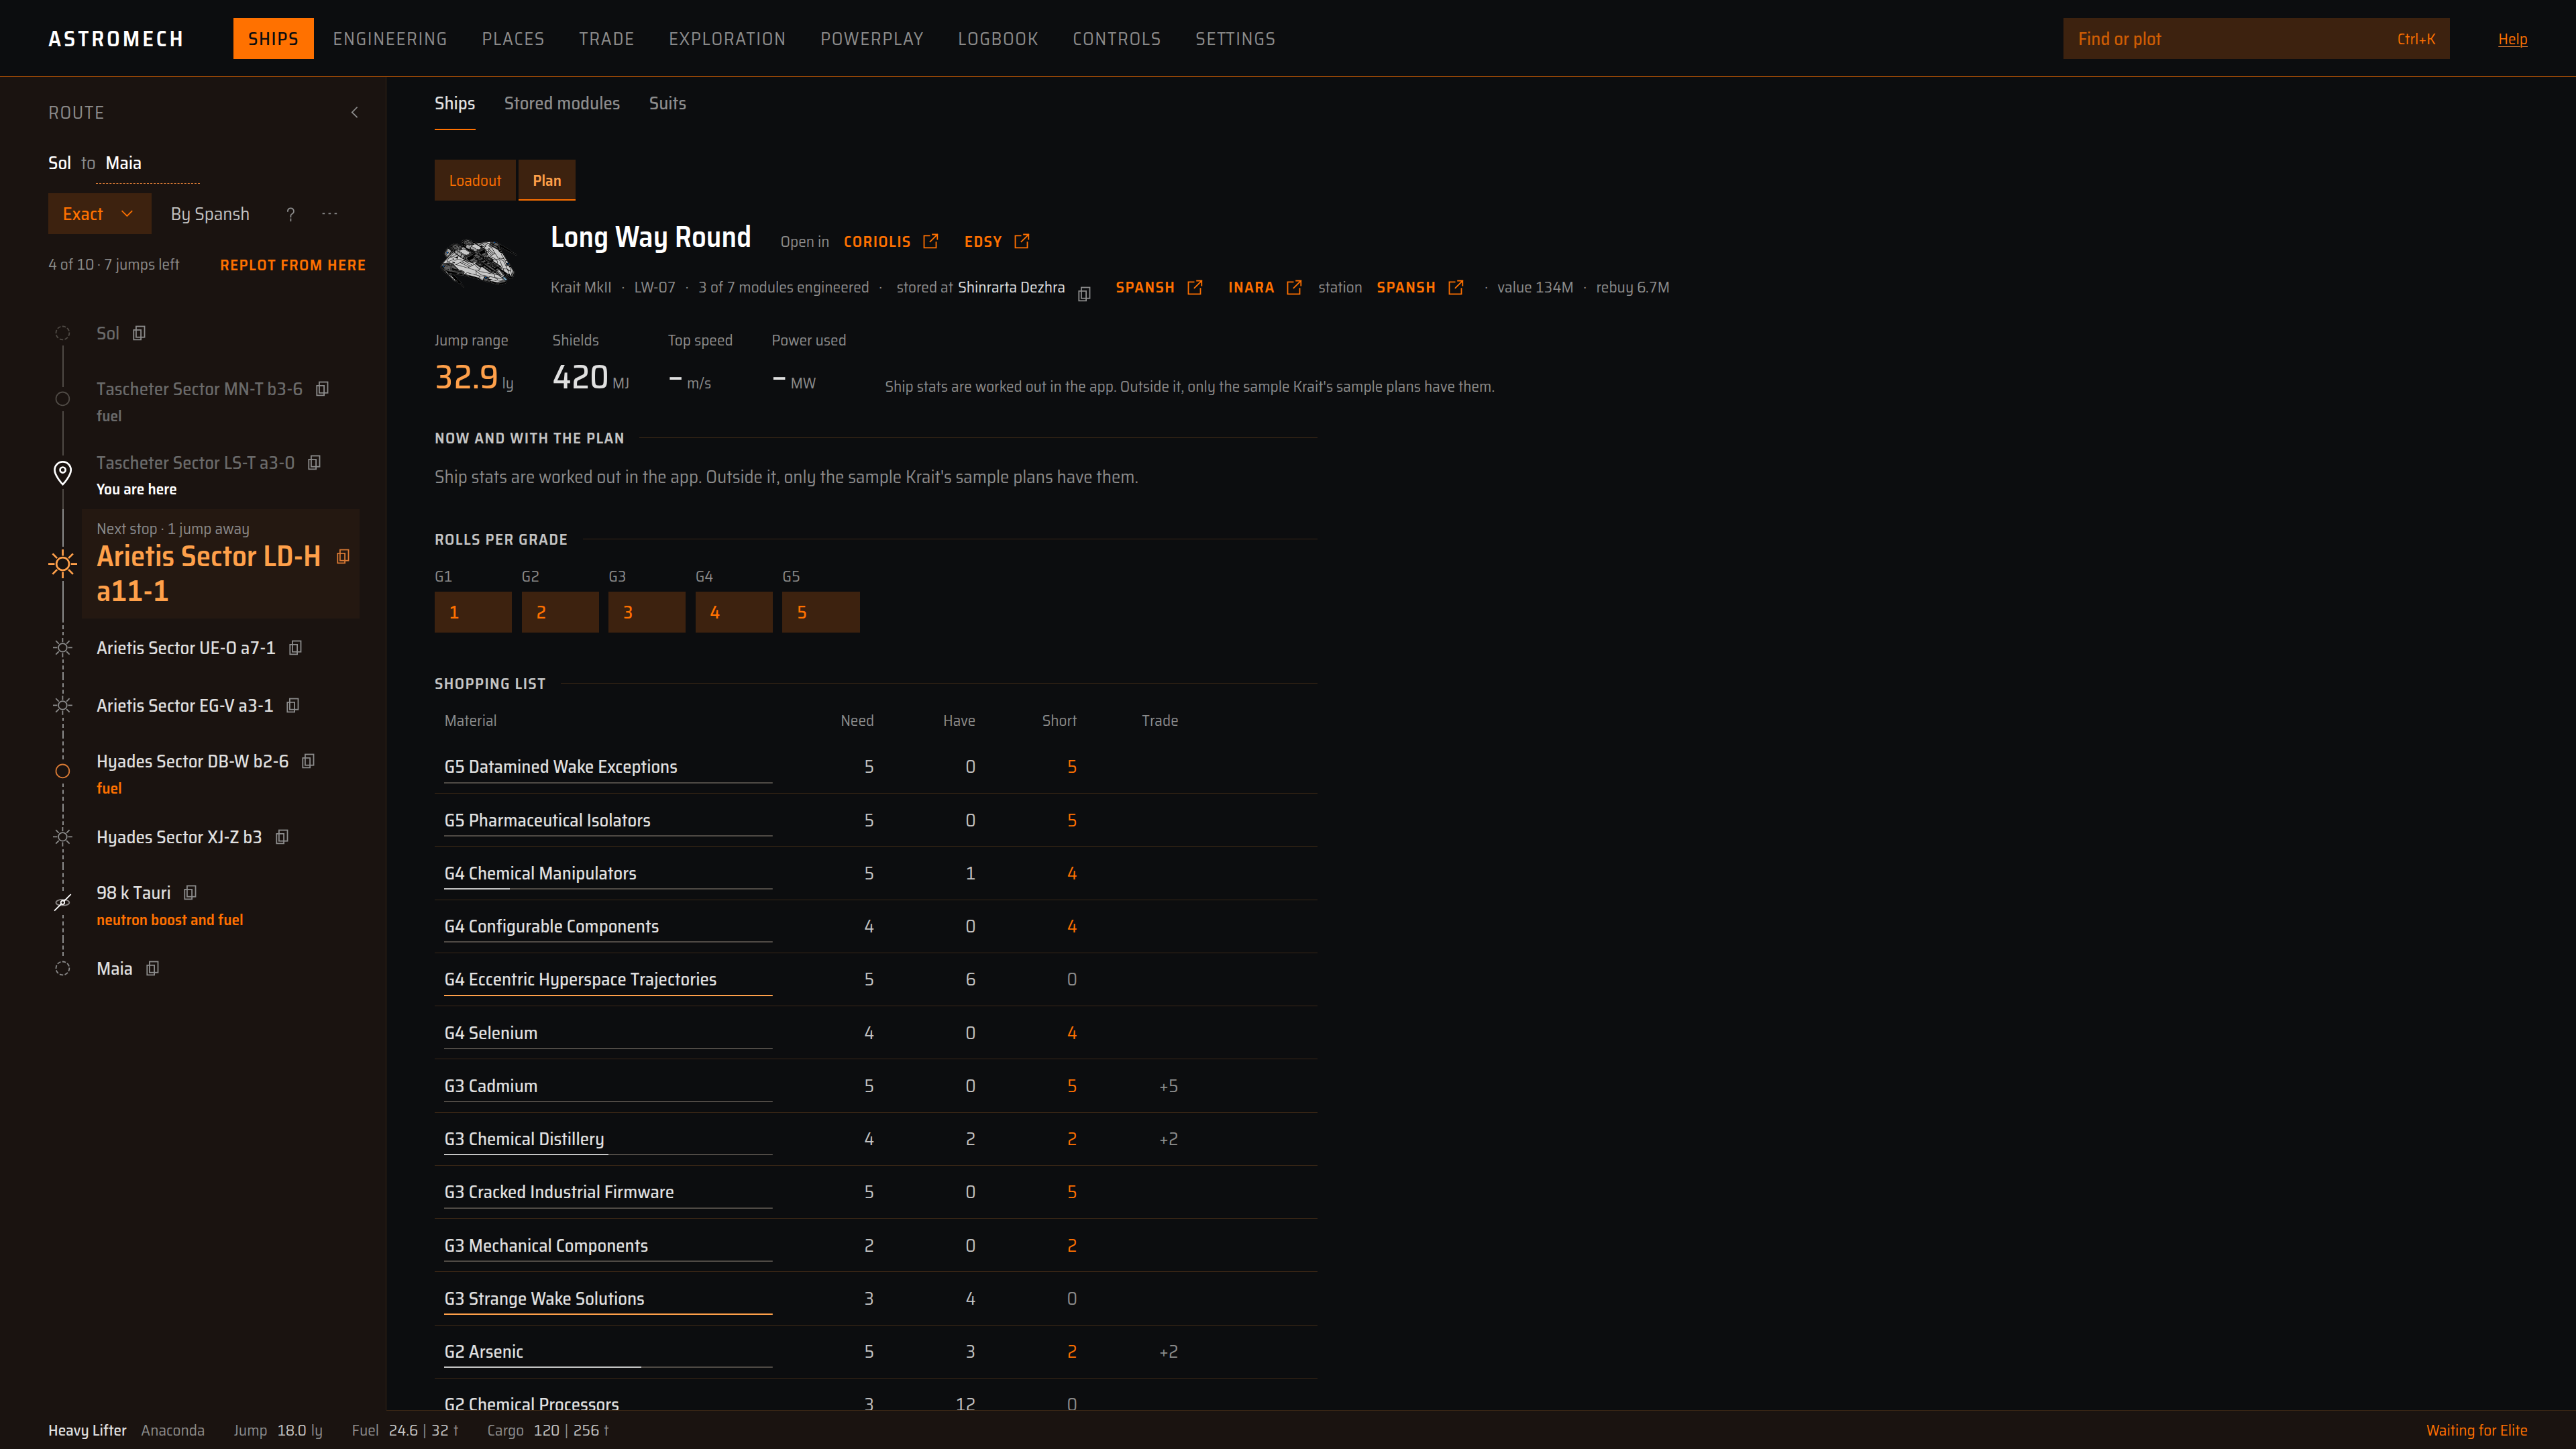 ASTROMECH SHIPS ENGINEERING PLACES TRADE EXPLORATION POWERPLAY LOGBOOK CONTROLS SETTINGS Find or plot Ctrl+K Help
ROUTE
Sol to Maia
Exact By Spansh ? ···
4 of 10 · 7 jumps left REPLOT FROM HERE
Sol
Tascheter Sector MN-T b3-6
fuel
Tascheter Sector LS-T a3-0
You are here
Next stop · 1 jump away
Arietis Sector LD-H
a11-1
Arietis Sector UE-O a7-1
Arietis Sector EG-V a3-1
Hyades Sector DB-W b2-6
fuel
Hyades Sector XJ-Z b3
98 k Tauri
neutron boost and fuel
Maia
Ships Stored modules Suits
Loadout Plan
Long Way Round Open in CORIOLIS EDSY
Krait MkII · LW-07 · 3 of 7 modules engineered · stored at Shinrarta Dezhra SPANSH INARA station SPANSH · value 134M · rebuy 6.7M
Jump range Shields Top speed Power used
32.9 ly 420 MJ – m/s – MW Ship stats are worked out in the app. Outside it, only the sample Krait's sample plans have them.
NOW AND WITH THE PLAN
Ship stats are worked out in the app. Outside it, only the sample Krait's sample plans have them.
ROLLS PER GRADE
G1 G2 G3 G4 G5
1 2 3 4 5
SHOPPING LIST
Material Need Have Short Trade
G5 Datamined Wake Exceptions 5 0 5
G5 Pharmaceutical Isolators 5 0 5
G4 Chemical Manipulators 5 1 4
G4 Configurable Components 4 0 4
G4 Eccentric Hyperspace Trajectories 5 6 0
G4 Selenium 4 0 4
G3 Cadmium 5 0 5 +5
G3 Chemical Distillery 4 2 2 +2
G3 Cracked Industrial Firmware 5 0 5
G3 Mechanical Components 2 0 2
G3 Strange Wake Solutions 3 4 0
G2 Arsenic 5 3 2 +2
G2 Chemical Processors 3 12 0
Heavy Lifter Anaconda Jump 18.0 ly Fuel 24.6 | 32 t Cargo 120 | 256 t Waiting for Elite